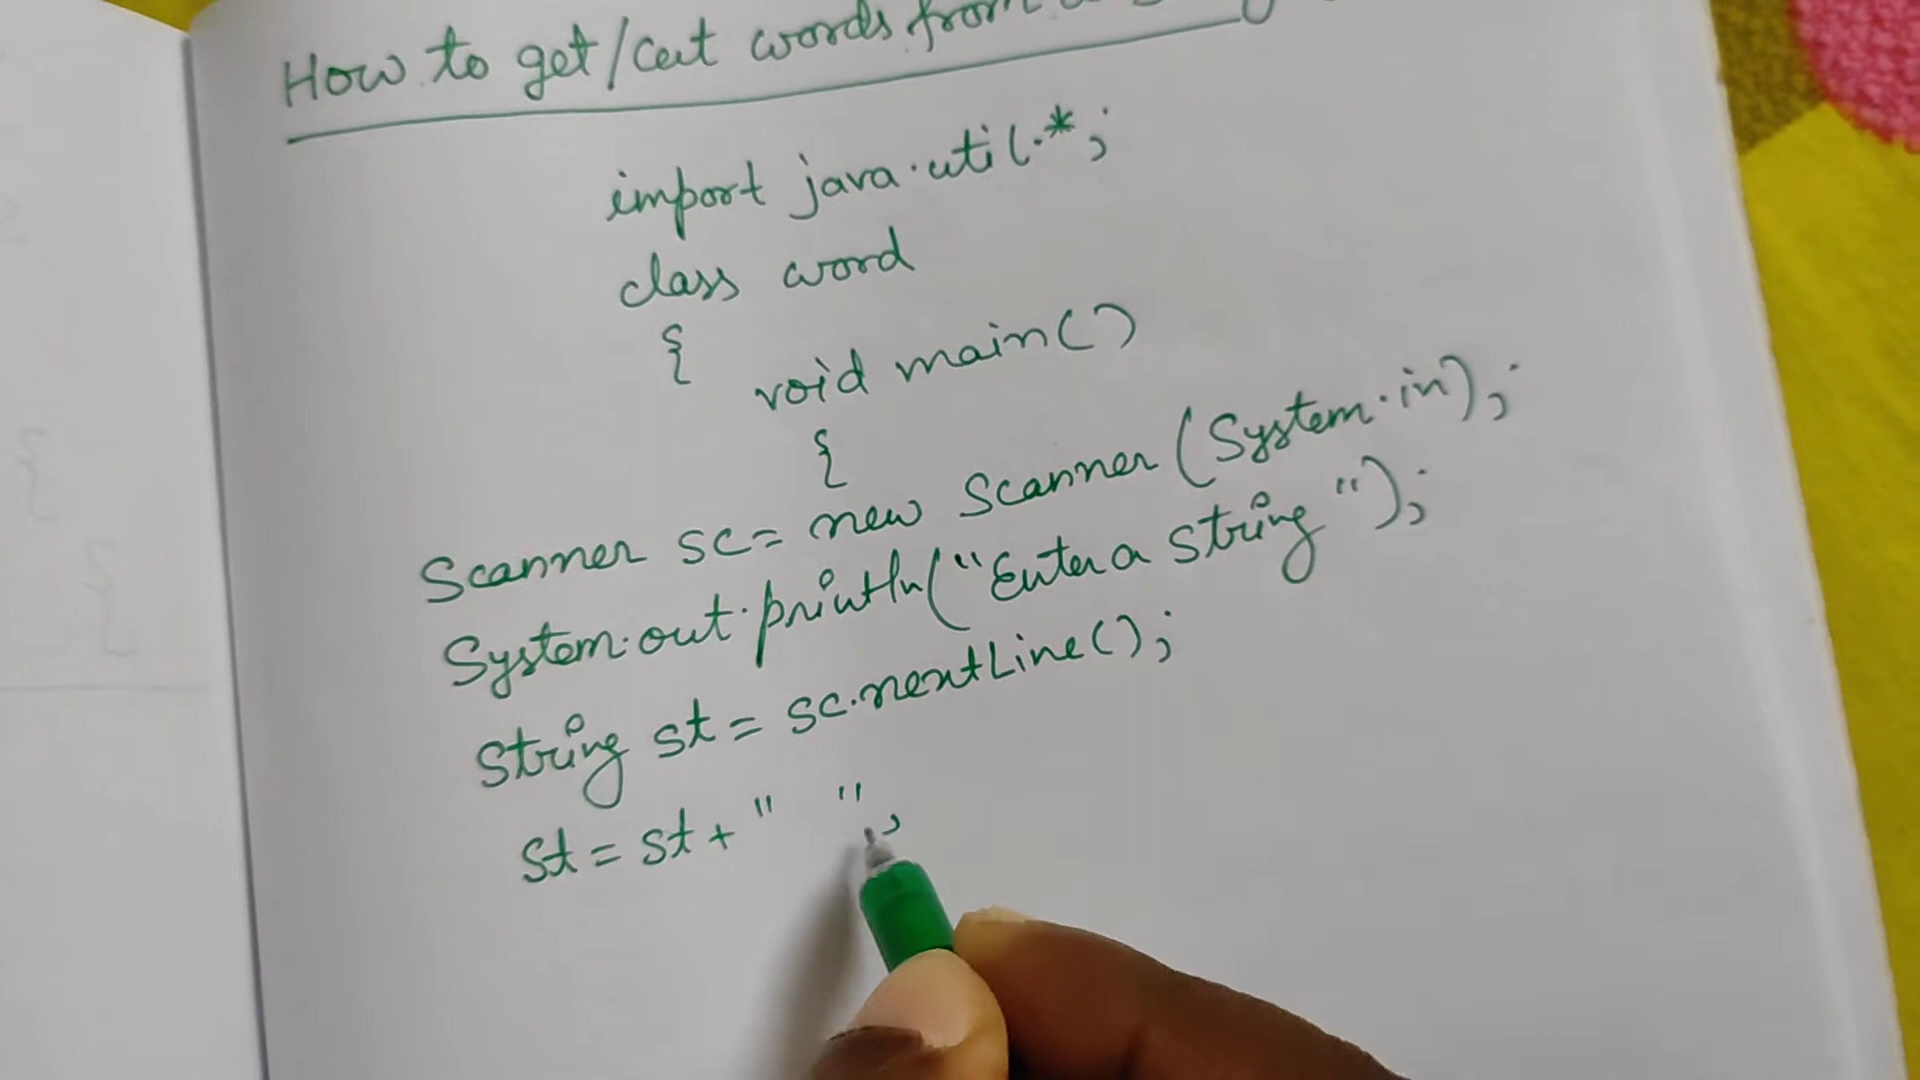 How to get/cut words from a
import java.util.*;
class word
{
void main()
{
Scanner sc= new Scanner (System.in);
System.out.println("Enter a string");
String st = sc.nextLine();
st = st + " ";